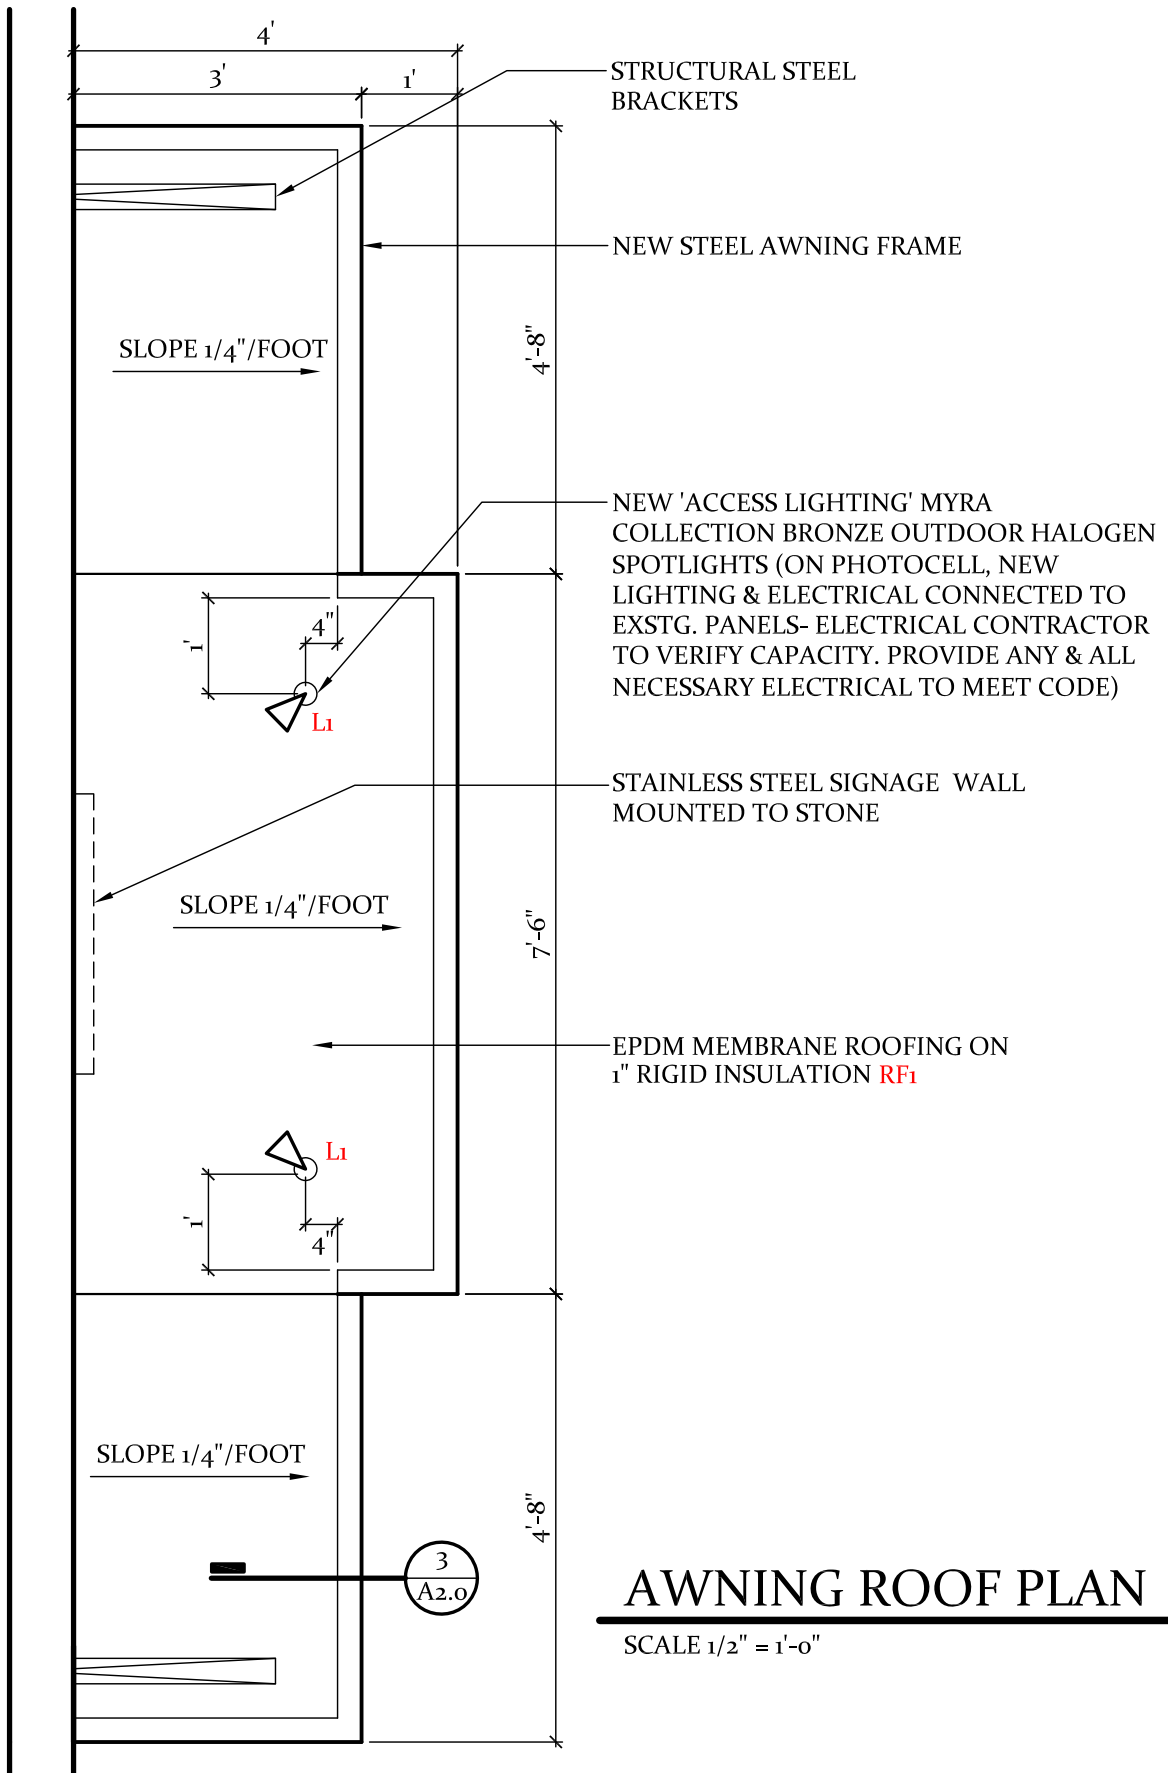 4'
3'
1'
STRUCTURAL STEEL
BRACKETS
NEW STEEL AWNING FRAME
SLOPE 1/4"/FOOT
4'-8"
NEW 'ACCESS LIGHTING' MYRA
COLLECTION BRONZE OUTDOOR HALOGEN
SPOTLIGHTS (ON PHOTOCELL, NEW
LIGHTING & ELECTRICAL CONNECTED TO
EXSTG. PANELS- ELECTRICAL CONTRACTOR
TO VERIFY CAPACITY. PROVIDE ANY & ALL
NECESSARY ELECTRICAL TO MEET CODE)
1'
4"
L1
STAINLESS STEEL SIGNAGE WALL
MOUNTED TO STONE
SLOPE 1/4"/FOOT
7'-6"
EPDM MEMBRANE ROOFING ON
1" RIGID INSULATION RF1
L1
1'
4"
SLOPE 1/4"/FOOT
4'-8"
3
A2.0
AWNING ROOF PLAN
SCALE 1/2" = 1'-0"